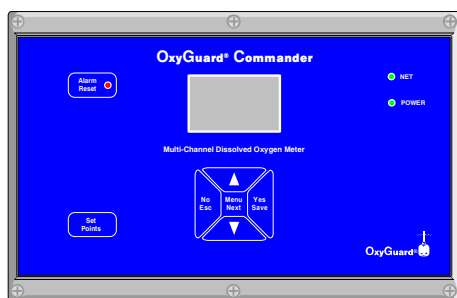 OxyGuard® Commander
Alarm
Reset
NET
POWER
Multi-Channel Dissolved Oxygen Meter
No
Esc
Menu
Next
Yes
Save
Set
Points
OxyGuard®